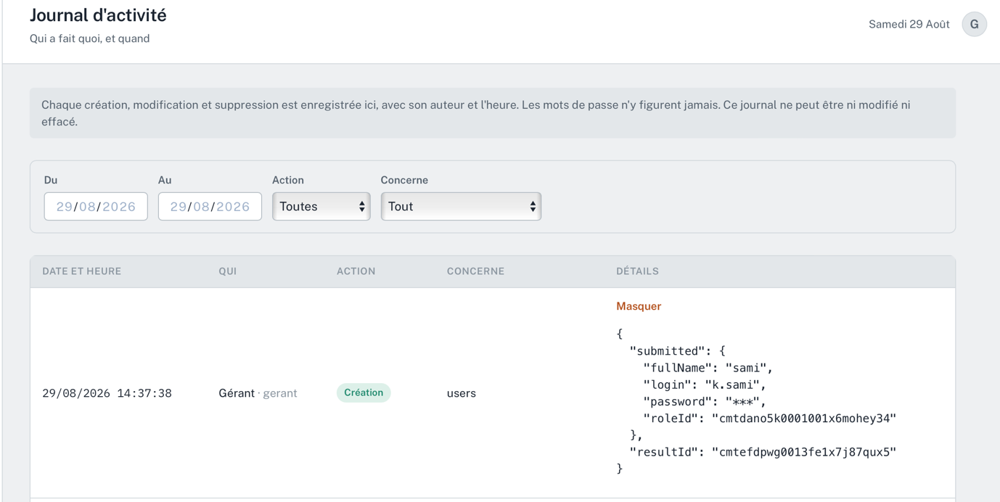 Journal d'activité
Qui a fait quoi, et quand
Samedi 29 Août
G
Chaque création, modification et suppression est enregistrée ici, avec son auteur et l'heure. Les mots de passe n'y figurent jamais. Ce journal ne peut être ni modifié ni
effacé.
Du
Au
Action
Concerne
29/08/2026
29/08/2026
Toutes
Tout
DATE ET HEURE
QUI
ACTION
CONCERNE
DÉTAILS
29/08/2026 14:37:38
Gérant · gerant
Création
users
Masquer
{
  "submitted": {
    "fullName": "sami",
    "login": "k.sami",
    "password": "***",
    "roleId": "cmtdano5k0001001x6mohey34"
  },
  "resultId": "cmtefdpwg0013fe1x7j87qux5"
}